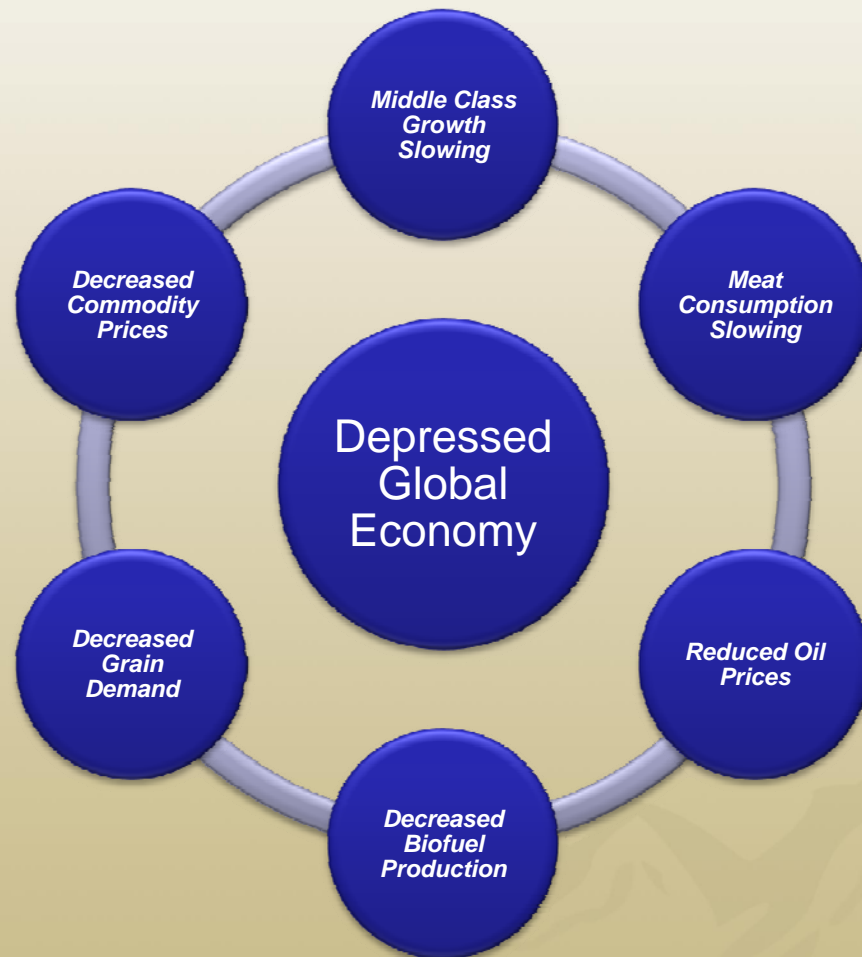 Middle Class
Growth
Slowing
Decreased
Commodity
Prices
Meat
Consumption
Slowing
Depressed
Global
Economy
Decreased
Grain
Demand
Reduced Oil
Prices
Decreased
Biofuel
Production